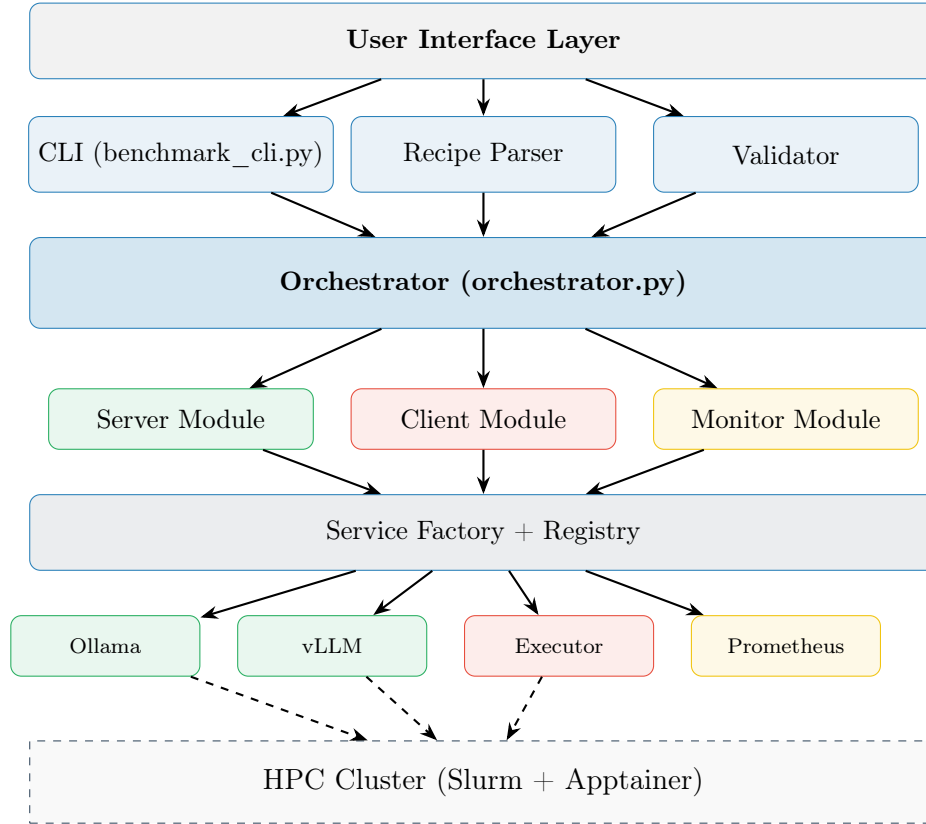 User Interface Layer
CLI (benchmark_cli.py)
Recipe Parser
Validator
Orchestrator (orchestrator.py)
Server Module
Client Module
Monitor Module
Service Factory + Registry
Ollama
vLLM
Executor
Prometheus
HPC Cluster (Slurm + Apptainer)